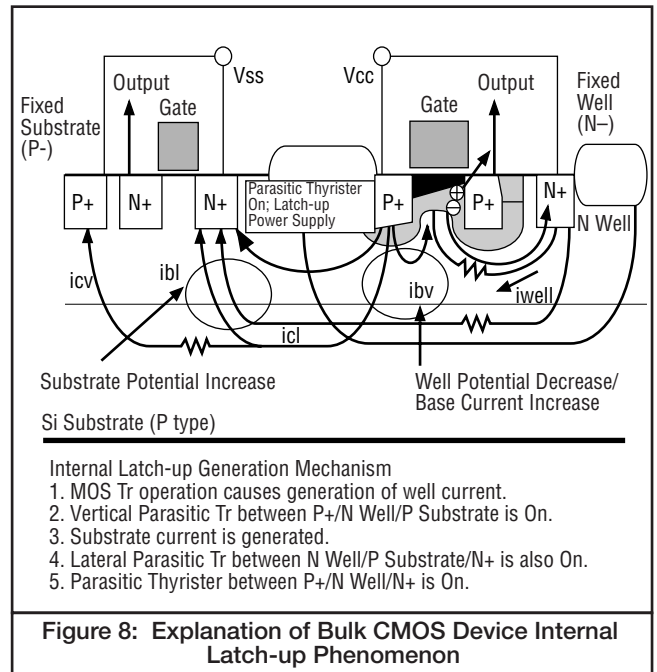 Output
Vss
Vcc
Output
Fixed
Substrate
(P-)
Gate
Gate
Fixed
Well
(N–)
P+
N+
N+
Parasitic Thyrister
On; Latch-up
Power Supply
P+
P+
N+
N Well
icv
ibl
icl
ibv
iwell
Substrate Potential Increase
Well Potential Decrease/
Base Current Increase
Si Substrate (P type)
Internal Latch-up Generation Mechanism
1. MOS Tr operation causes generation of well current.
2. Vertical Parasitic Tr between P+/N Well/P Substrate is On.
3. Substrate current is generated.
4. Lateral Parasitic Tr between N Well/P Substrate/N+ is also On.
5. Parasitic Thyrister between P+/N Well/N+ is On.
Figure 8: Explanation of Bulk CMOS Device Internal
Latch-up Phenomenon